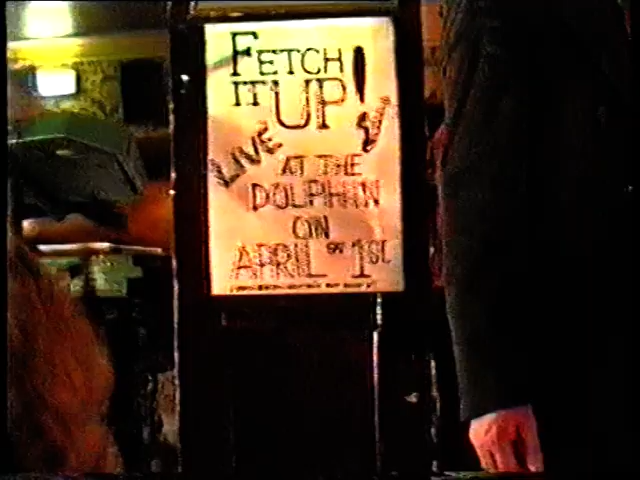 FETCH
IT UP!
LIVE
AT THE
DOLPHIN
ON
APRIL 1st